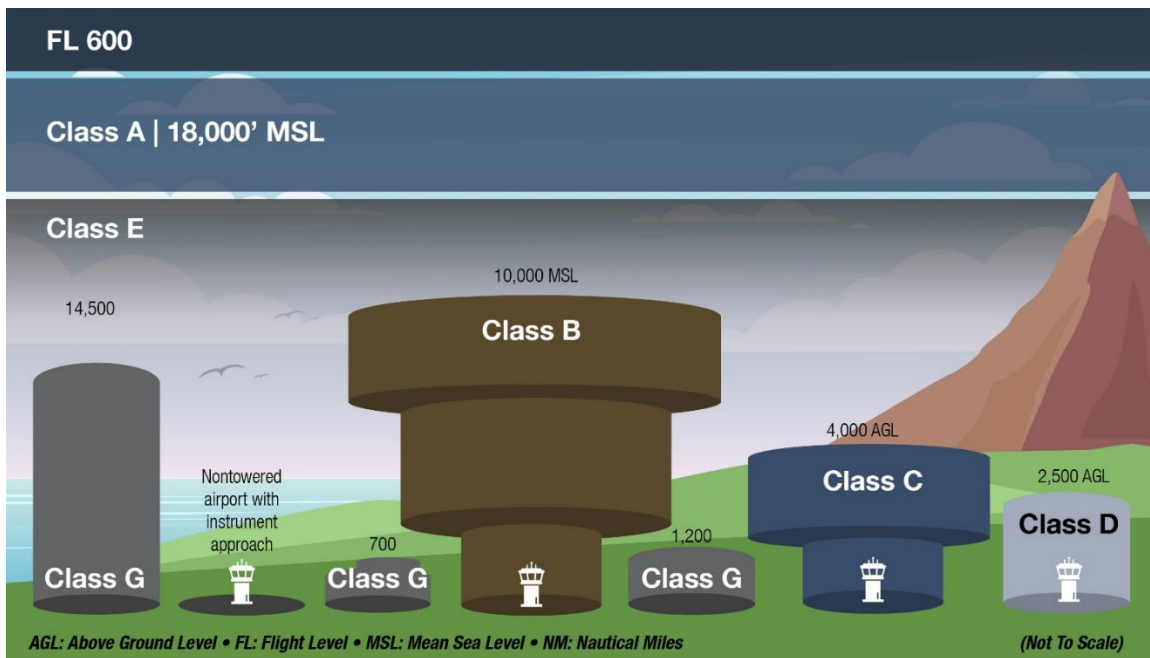 FL 600
Class A | 18,000’ MSL
Class E
10,000 MSL
14,500
Class B
4,000 AGL
Class C
2,500 AGL
Nontowered
airport with
instrument
approach
Class D
1,200
700
Class G
Class G
Class G
AGL: Above Ground Level • FL: Flight Level • MSL: Mean Sea Level • NM: Nautical Miles
(Not To Scale)